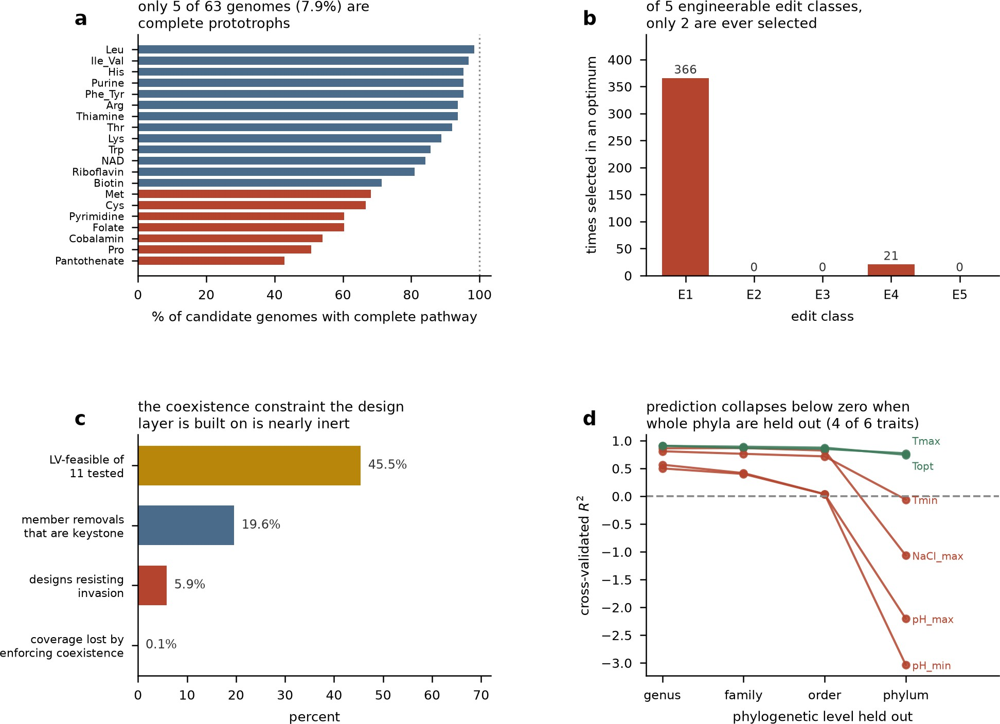 a
only 5 of 63 genomes (7.9%) are
complete prototrophs
Leu
Ile_Val
His
Purine
Phe_Tyr
Arg
Thiamine
Thr
Lys
Trp
NAD
Riboflavin
Biotin
Met
Cys
Pyrimidine
Folate
Cobalamin
Pro
Pantothenate
0 20 40 60 80 100
% of candidate genomes with complete pathway
b
of 5 engineerable edit classes,
only 2 are ever selected
times selected in an optimum
400
350
300
250
200
150
100
50
0
366
0
0
21
0
E1 E2 E3 E4 E5
edit class
c
the coexistence constraint the design
layer is built on is nearly inert
LV-feasible of
11 tested
45.5%
member removals
that are keystone
19.6%
designs resisting
invasion
5.9%
coverage lost by
enforcing coexistence
0.1%
0 10 20 30 40 50 60 70
percent
d
prediction collapses below zero when
whole phyla are held out (4 of 6 traits)
cross-validated R²
1.0
0.5
0.0
−0.5
−1.0
−1.5
−2.0
−2.5
−3.0
Tmax
Topt
Tmin
NaCl_max
pH_max
pH_min
genus family order phylum
phylogenetic level held out